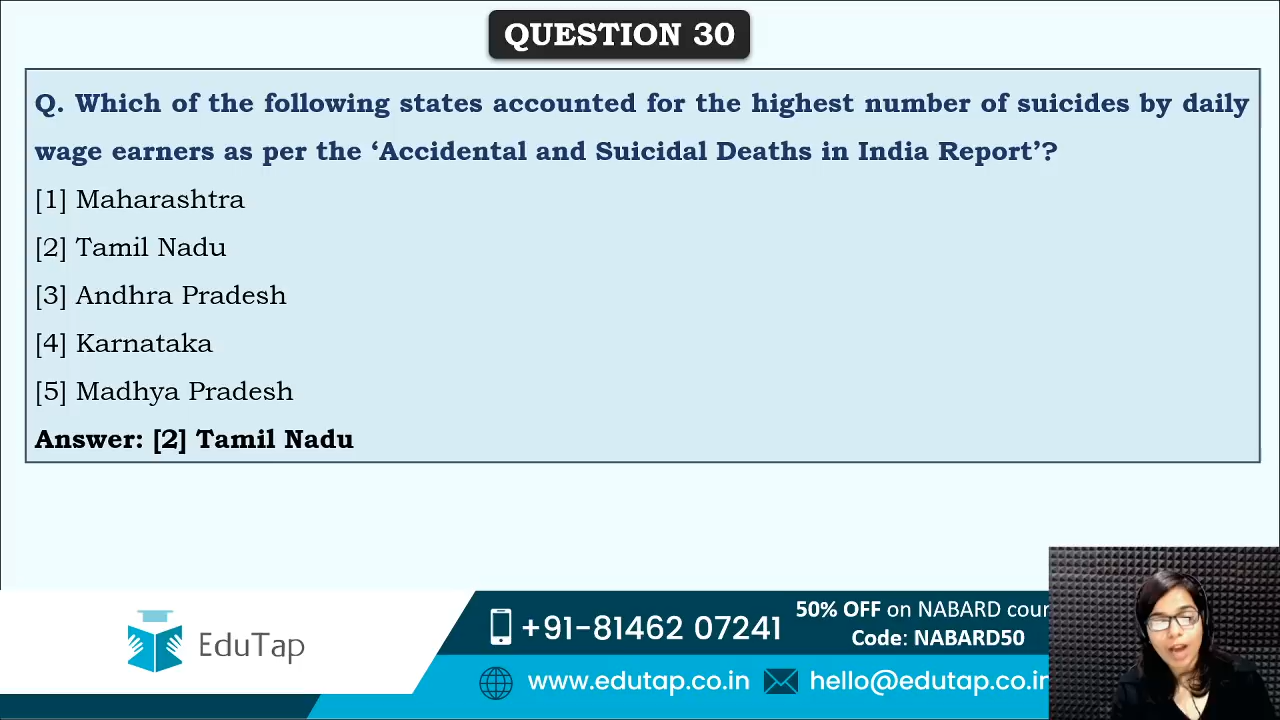 QUESTION 30
Q. Which of the following states accounted for the highest number of suicides by daily
wage earners as per the ‘Accidental and Suicidal Deaths in India Report’?
[1] Maharashtra
[2] Tamil Nadu
[3] Andhra Pradesh
[4] Karnataka
[5] Madhya Pradesh
Answer: [2] Tamil Nadu
EduTap
+91-81462 07241
50% OFF on NABARD cour
Code: NABARD50
www.edutap.co.in
hello@edutap.co.in